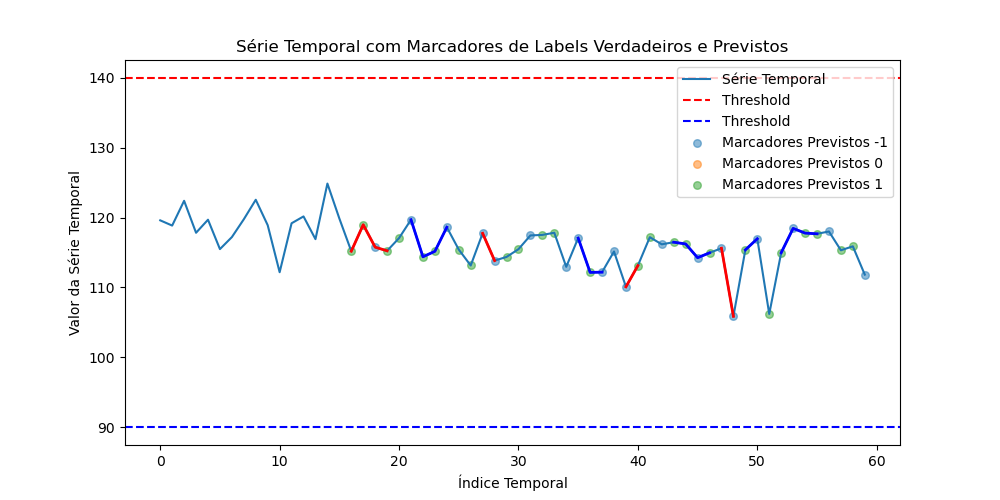 Série Temporal com Marcadores de Labels Verdadeiros e Previstos
Valor da Série Temporal
140
130
120
110
100
90
Série Temporal
Threshold
Threshold
Marcadores Previstos -1
Marcadores Previstos 0
Marcadores Previstos 1
0 10 20 30 40 50 60
Índice Temporal